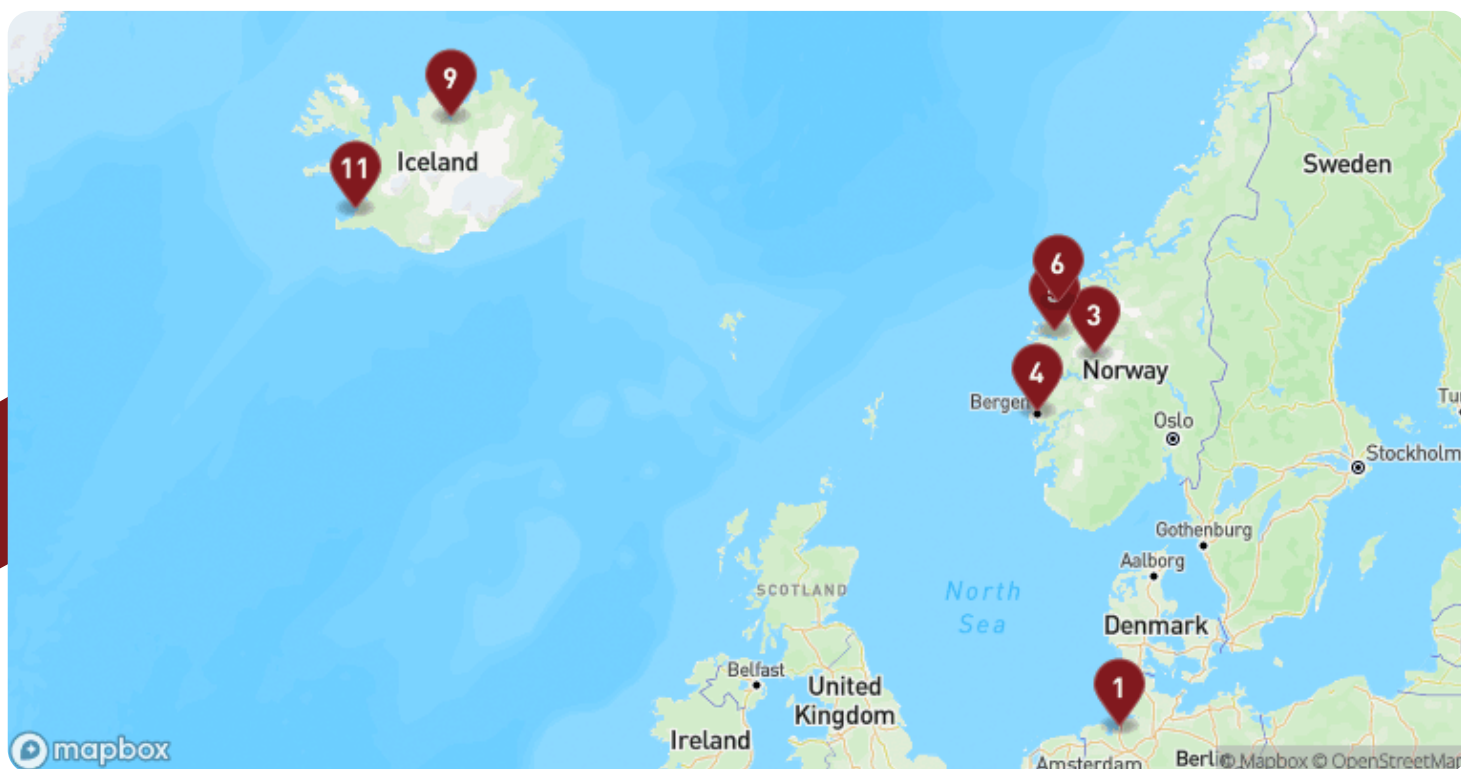 9
11
Iceland
Sweden
6
3
4
Norway
Bergen
Oslo
Stockholm
Gothenburg
Aalborg
SCOTLAND
North
Sea
Denmark
Belfast
United
Kingdom
1
Ireland
Amsterdam
mapbox
© Mapbox © OpenStreetMap